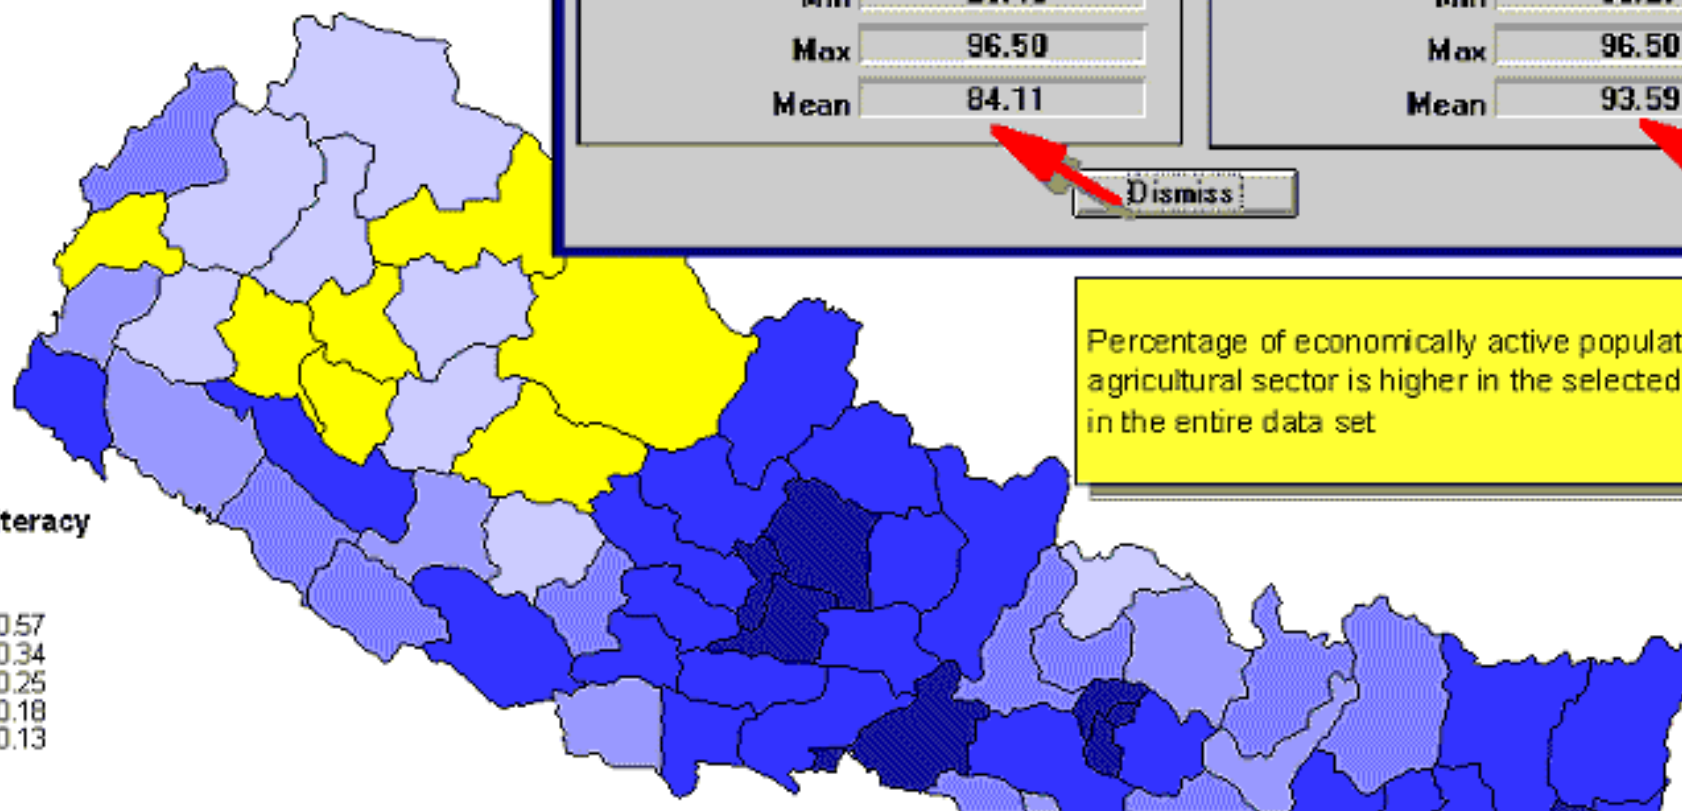 Min
Min
Max 96.50
Max 96.50
Mean 84.11
Mean 93.59
Dismiss
Percentage of economically active populat
agricultural sector is higher in the selected
in the entire data set
teracy
0.57
0.34
0.25
0.18
0.13